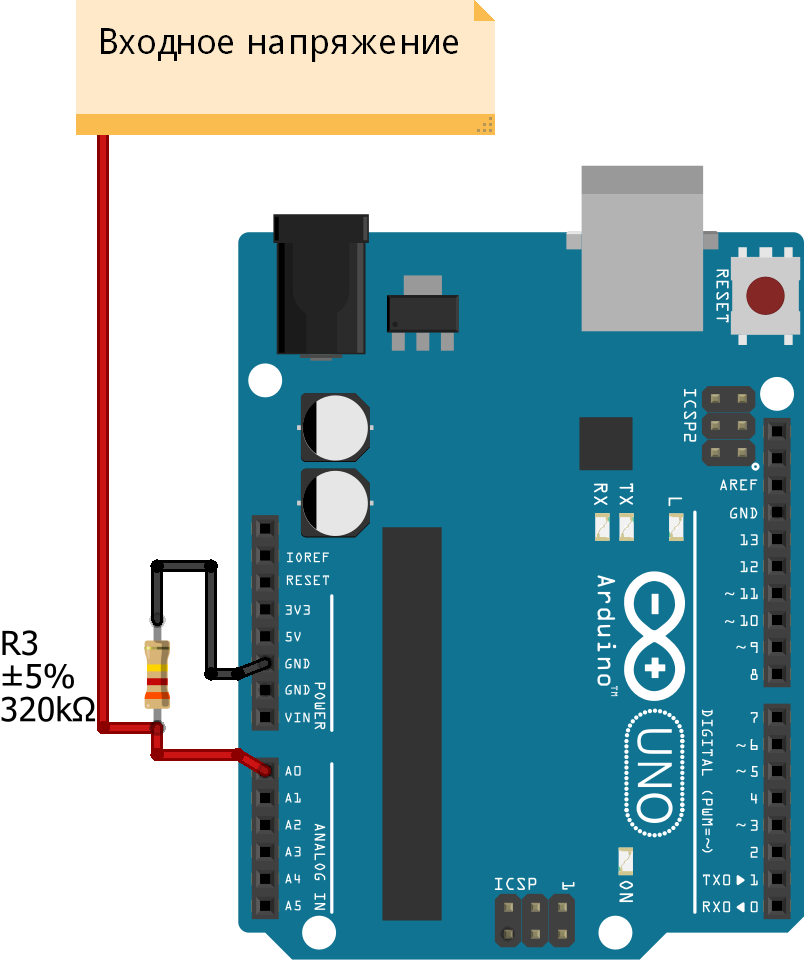 Входное напряжение
RESET
ICSP2
AREF
GND
13
12
~11
~10
~9
8
RX
TX
L
IOREF
RESET
3V3
5V
GND
GND
VIN
POWER
Arduino™
R3
±5%
320kΩ
UNO
7
~6
~5
4
~3
2
TX0▶1
RX0◀0
DIGITAL (PWM=~)
A0
A1
A2
A3
A4
A5
ANALOG IN
ICSP
1
ON